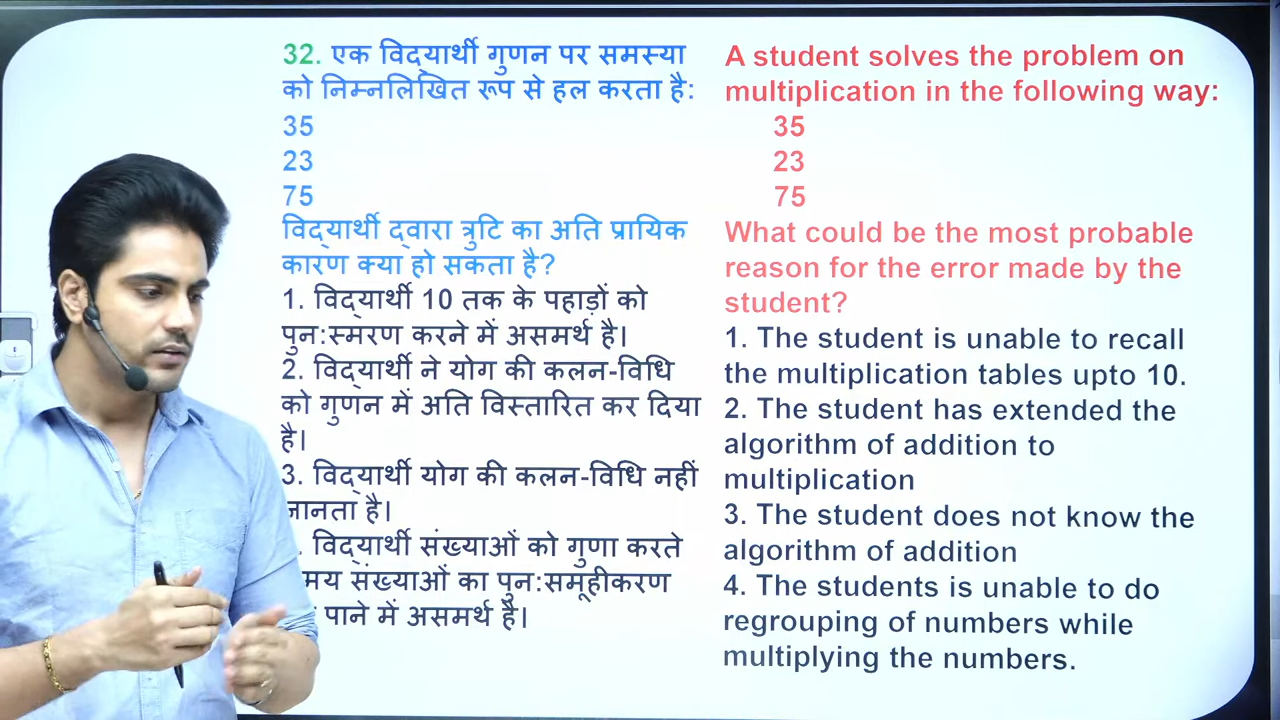 32. एक विद्यार्थी गुणन पर समस्या
को निम्नलिखित रूप से हल करता है:
35
23
75
विद्यार्थी द्वारा त्रुटि का अति प्रायिक
कारण क्या हो सकता है?
1. विद्यार्थी 10 तक के पहाड़ों को
पुन:स्मरण करने में असमर्थ है।
2. विद्यार्थी ने योग की कलन-विधि
को गुणन में अति विस्तारित कर दिया
है।
3. विद्यार्थी योग की कलन-विधि नहीं
जानता है।
. विद्यार्थी संख्याओं को गुणा करते
मय संख्याओं का पुन:समूहीकरण
पाने में असमर्थ है।
A student solves the problem on
multiplication in the following way:
35
23
75
What could be the most probable
reason for the error made by the
student?
1. The student is unable to recall
the multiplication tables upto 10.
2. The student has extended the
algorithm of addition to
multiplication
3. The student does not know the
algorithm of addition
4. The students is unable to do
regrouping of numbers while
multiplying the numbers.